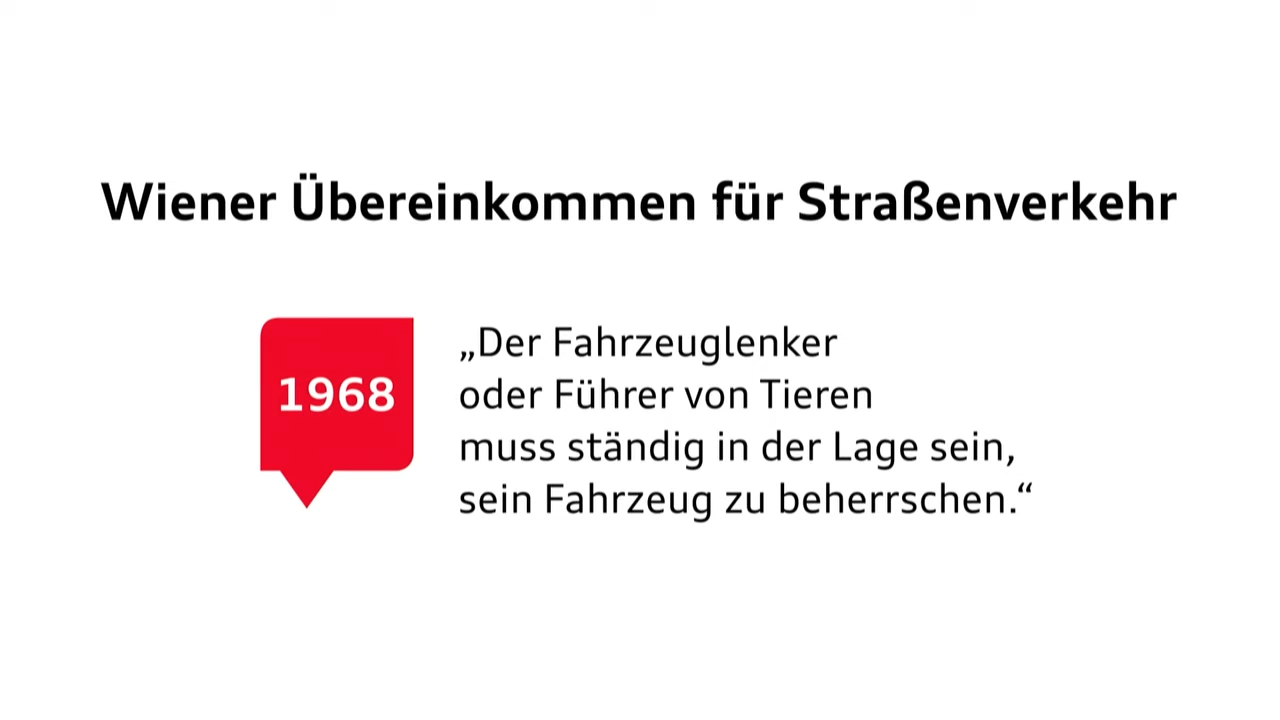 Wiener Übereinkommen für Straßenverkehr
1968
„Der Fahrzeuglenker
oder Führer von Tieren
muss ständig in der Lage sein,
sein Fahrzeug zu beherrschen.“